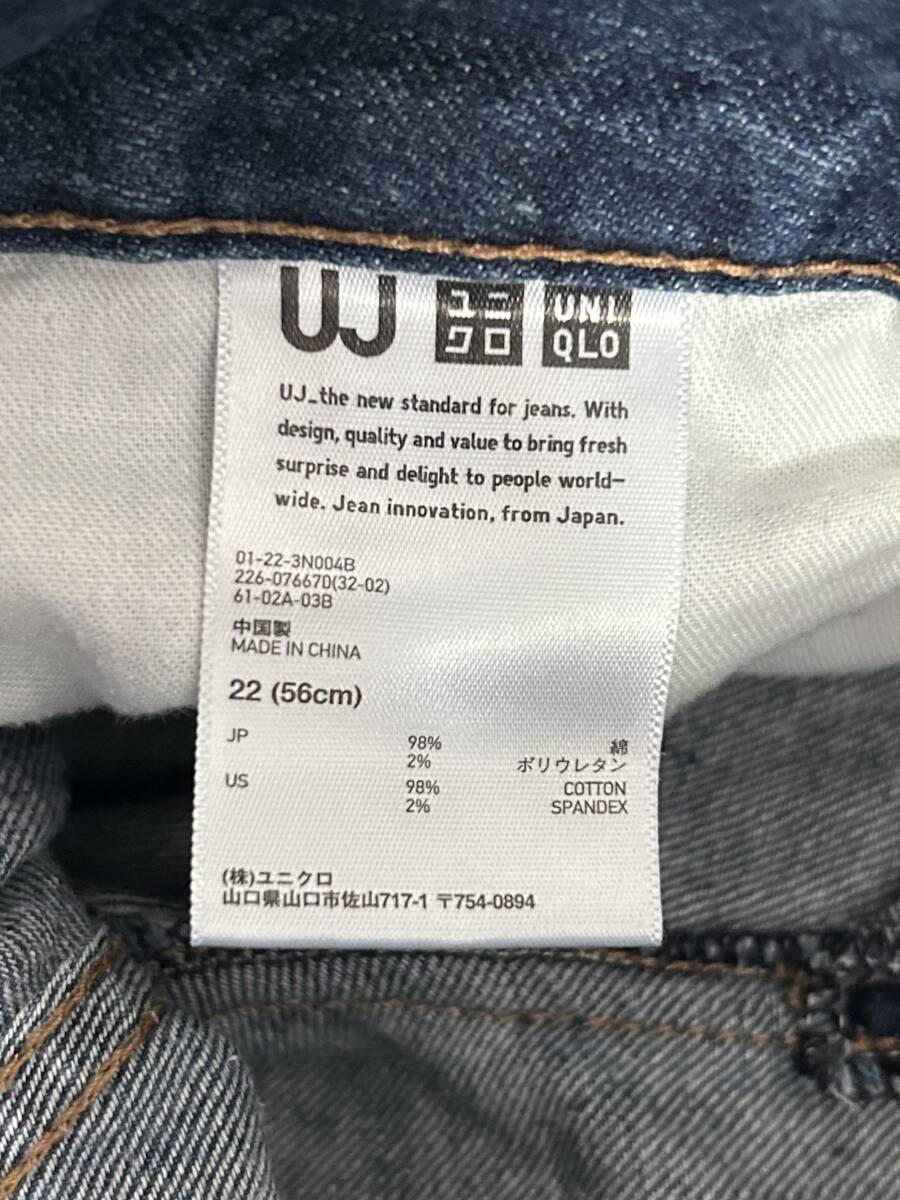 UJ ユニクロ UNIQLO
UJ_the new standard for jeans. With
design, quality and value to bring fresh
surprise and delight to people world-
wide. Jean innovation, from Japan.
01-22-3N004B
226-076670(32-02)
61-02A-03B
中国製
MADE IN CHINA
22 (56cm)
JP 98% 綿
2% ポリウレタン
US 98% COTTON
2% SPANDEX
(株)ユニクロ
山口県山口市佐山717-1 〒754-0894